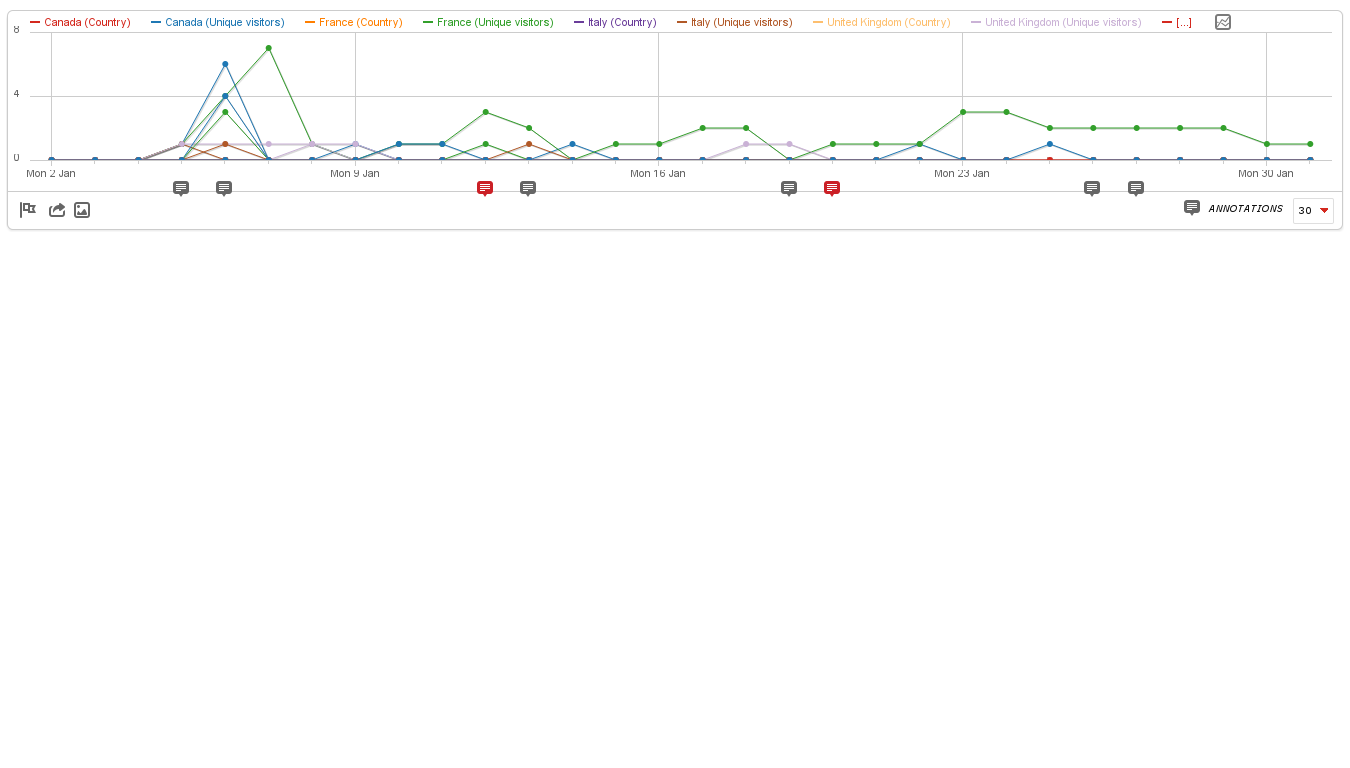 Canada (Country) Canada (Unique visitors) France (Country) France (Unique visitors) Italy (Country) Italy (Unique visitors) United Kingdom (Country) United Kingdom (Unique visitors) [...]
8
4
0
Mon 2 Jan Mon 9 Jan Mon 16 Jan Mon 23 Jan Mon 30 Jan
ANNOTATIONS 30